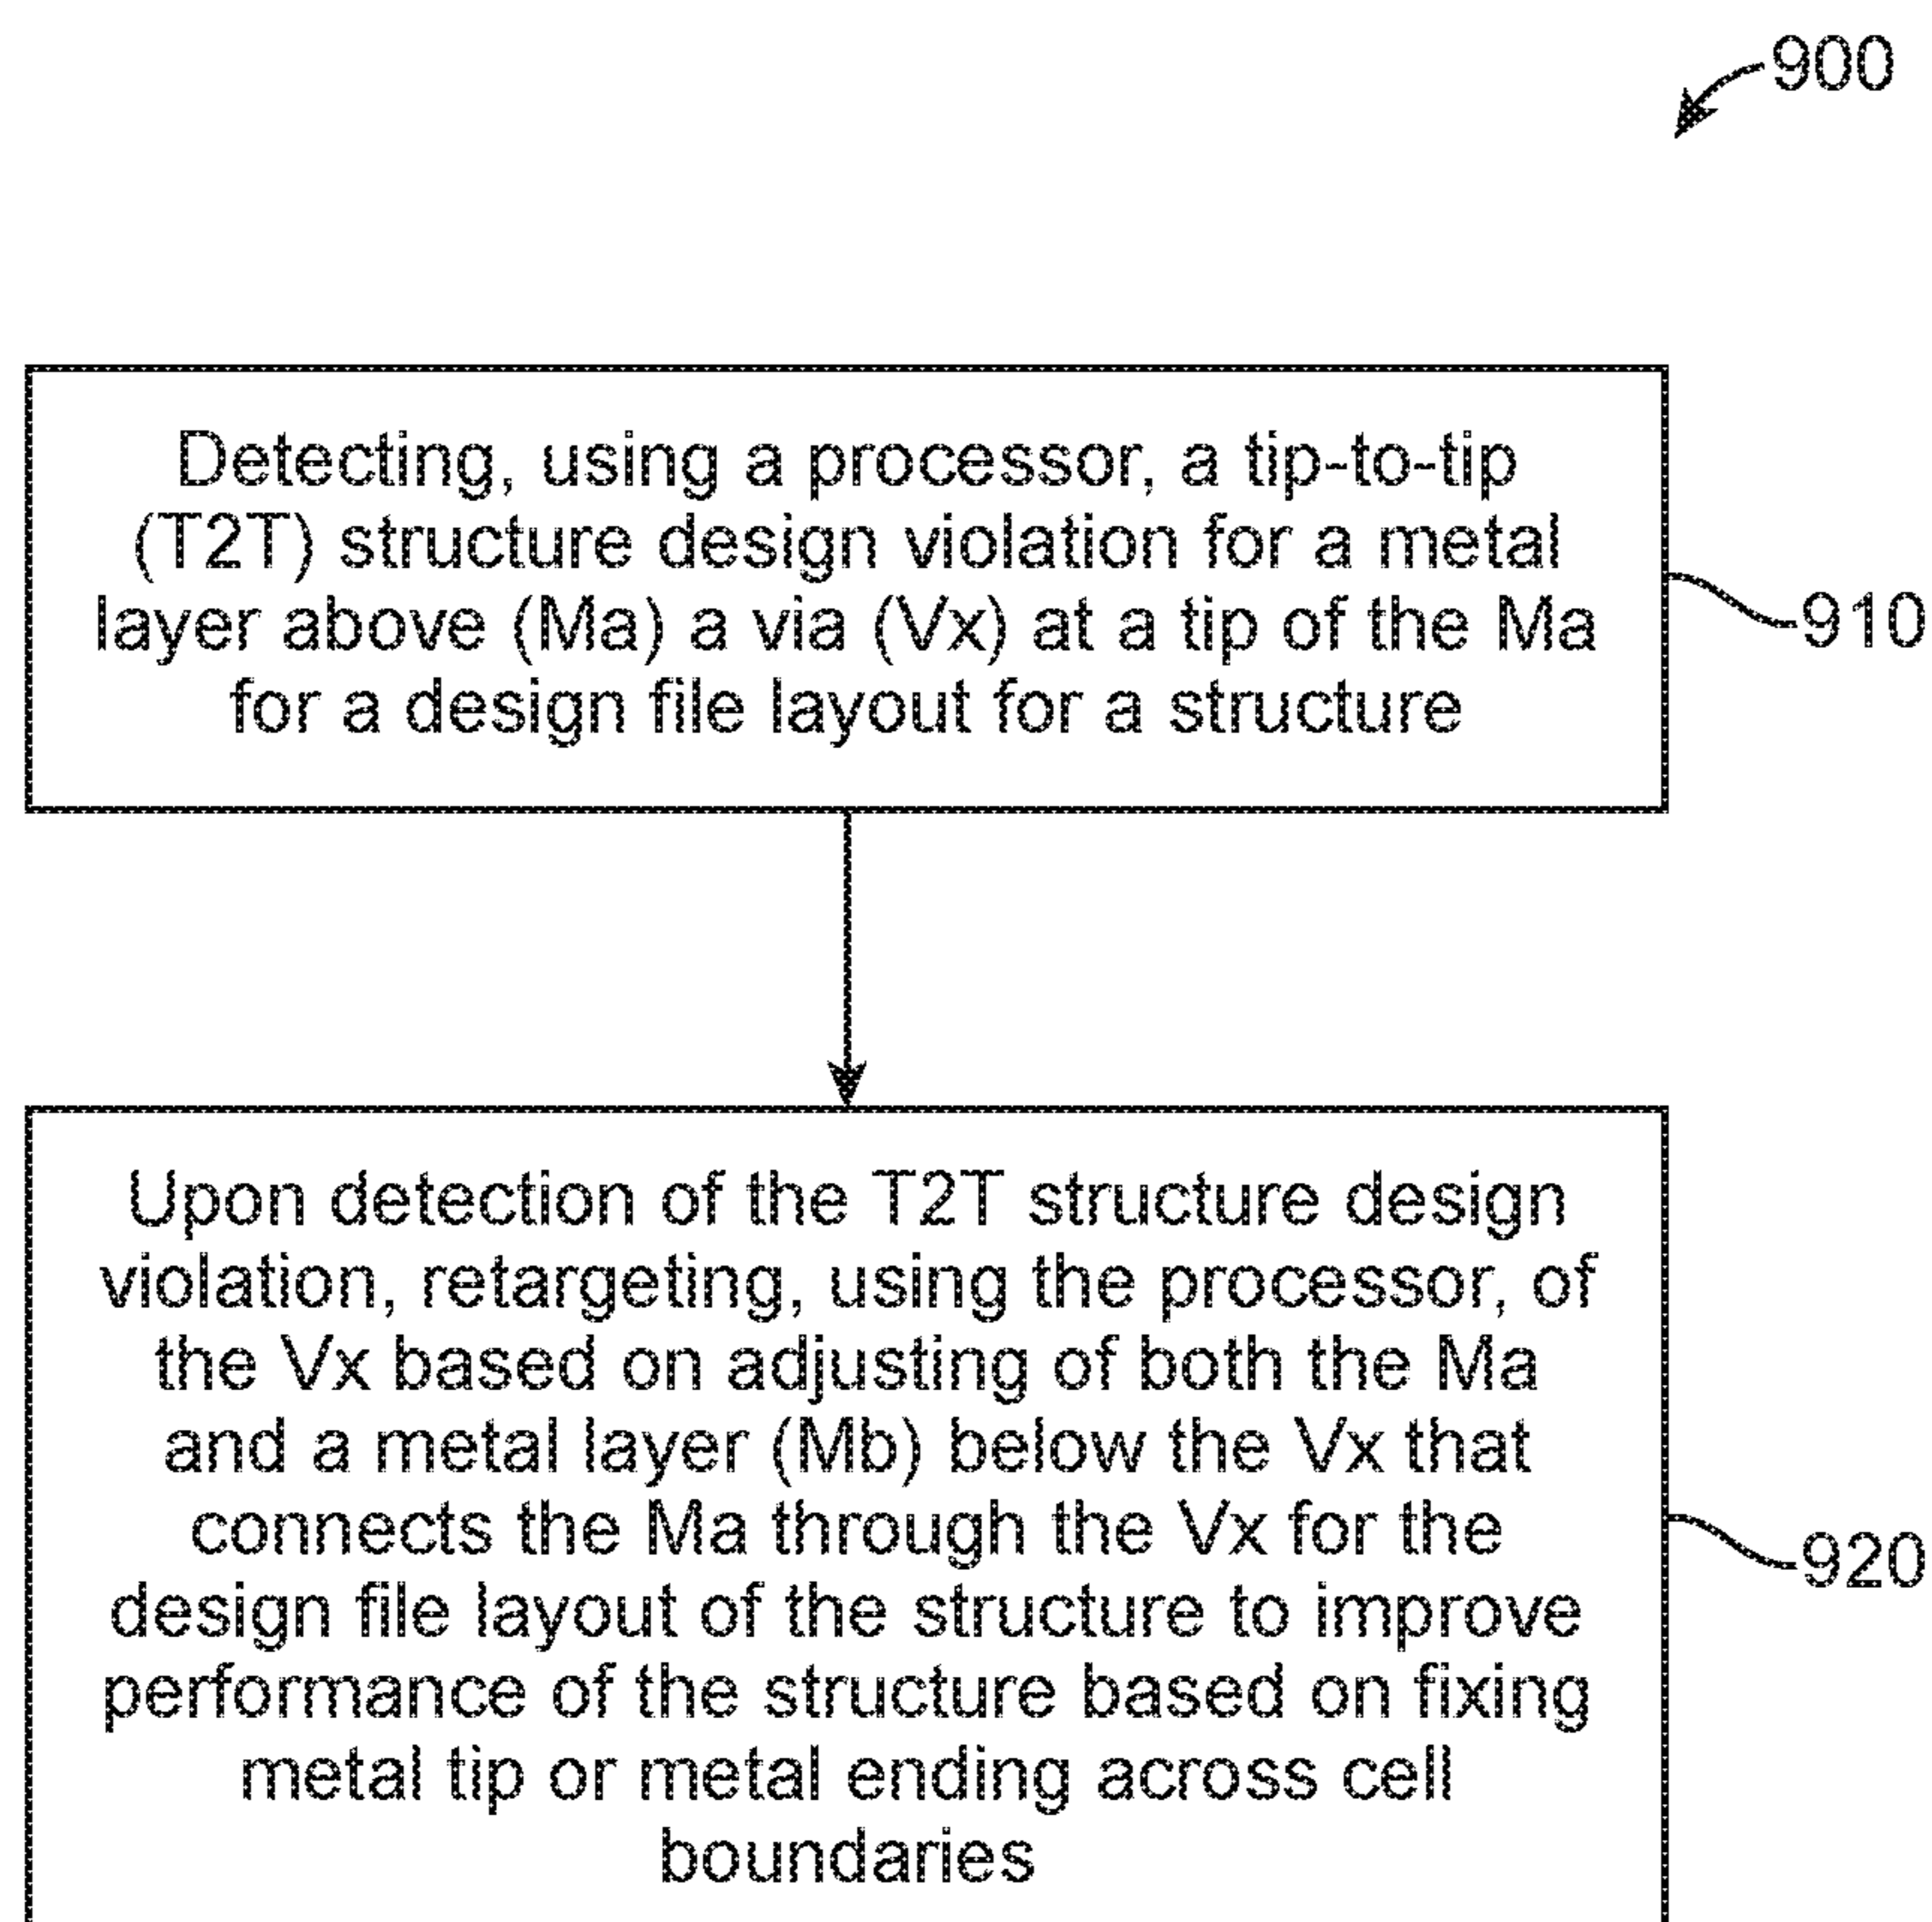 900
Detecting, using a processor, a tip-to-tip
(T2T) structure design violation for a metal
layer above (Ma) a via (Vx) at a tip of the Ma
for a design file layout for a structure
910
Upon detection of the T2T structure design
violation, retargeting, using the processor, of
the Vx based on adjusting of both the Ma
and a metal layer (Mb) below the Vx that
connects the Ma through the Vx for the
design file layout of the structure to improve
performance of the structure based on fixing
metal tip or metal ending across cell
boundaries
920